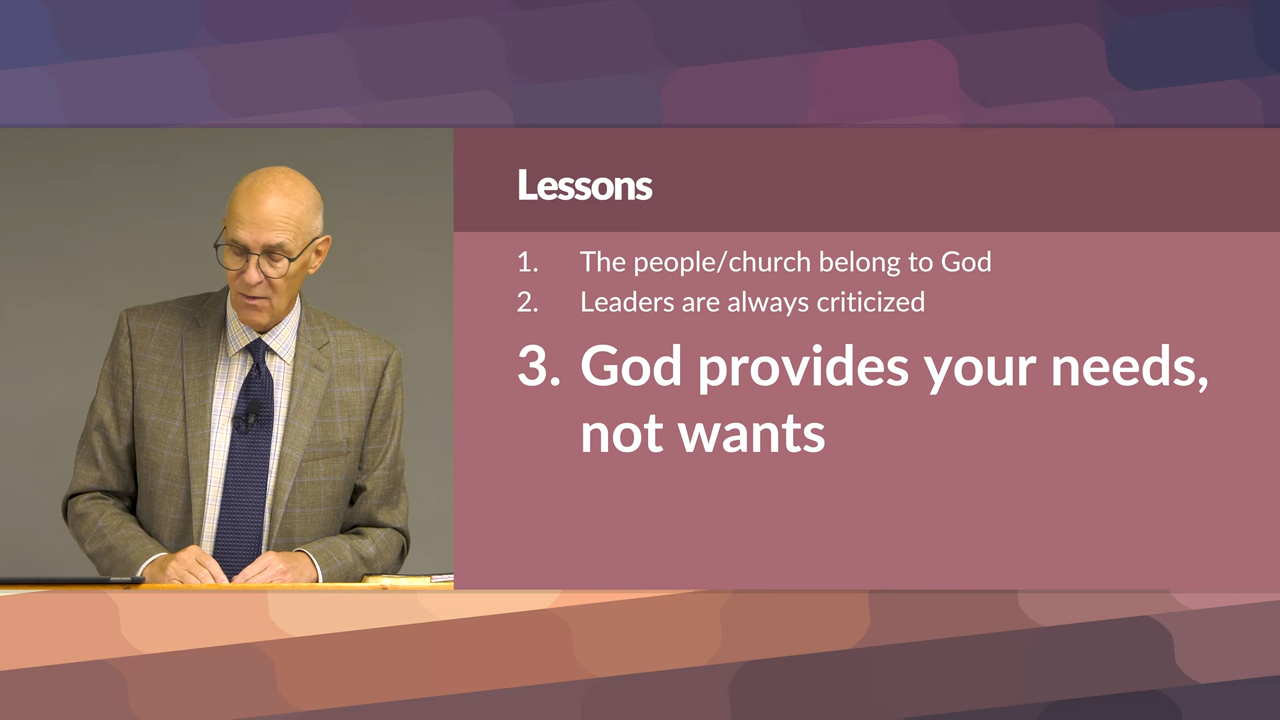 Lessons
1. The people/church belong to God
2. Leaders are always criticized
3. God provides your needs,
not wants